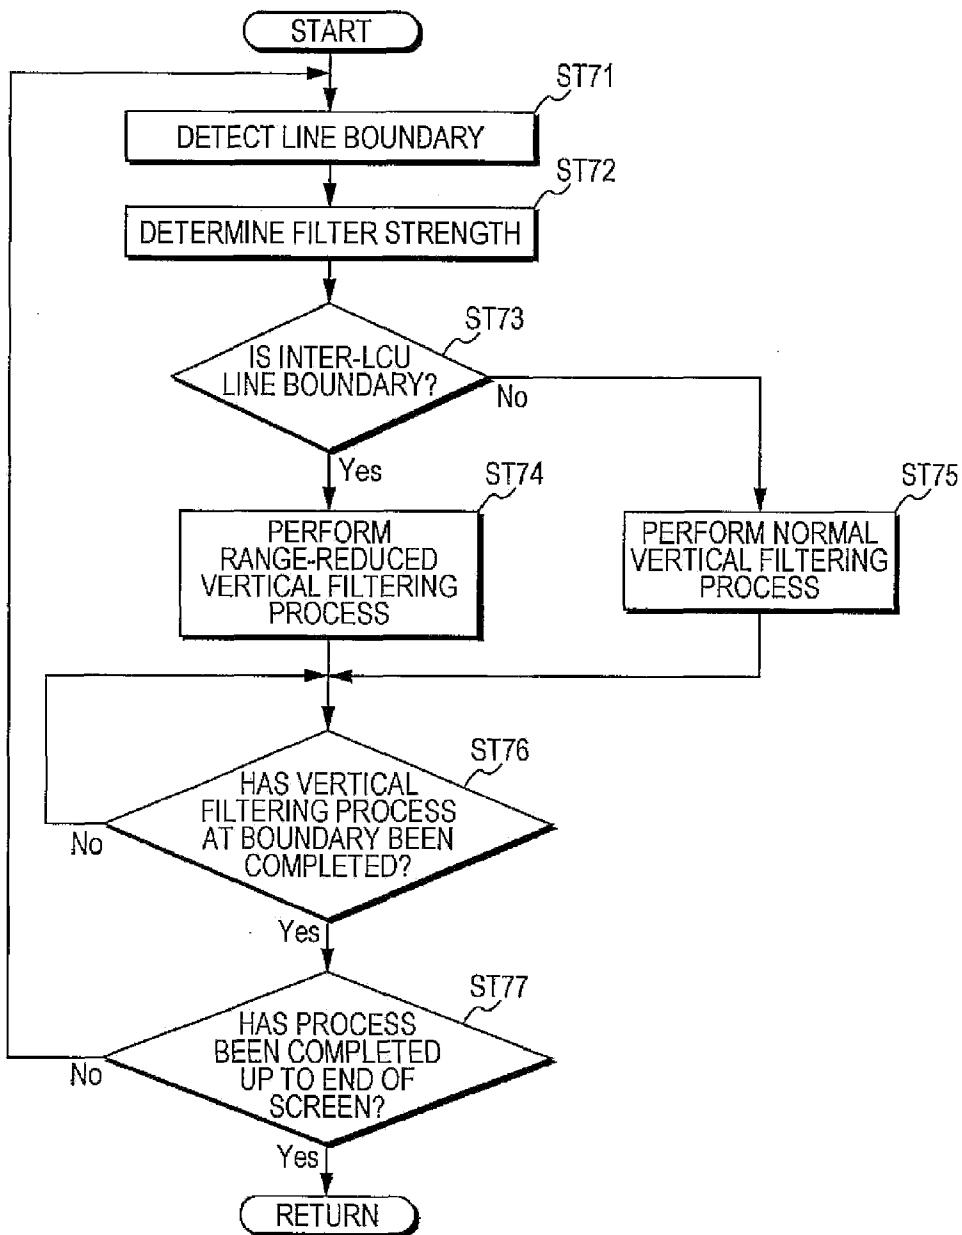 START
ST71
DETECT LINE BOUNDARY
ST72
DETERMINE FILTER STRENGTH
ST73
IS INTER-LCU
LINE BOUNDARY?
No
Yes
ST74
PERFORM
RANGE-REDUCED
VERTICAL FILTERING
PROCESS
ST75
PERFORM NORMAL
VERTICAL FILTERING
PROCESS
ST76
HAS VERTICAL
FILTERING PROCESS
AT BOUNDARY BEEN
COMPLETED?
No
Yes
ST77
HAS PROCESS
BEEN COMPLETED
UP TO END OF
SCREEN?
No
Yes
RETURN